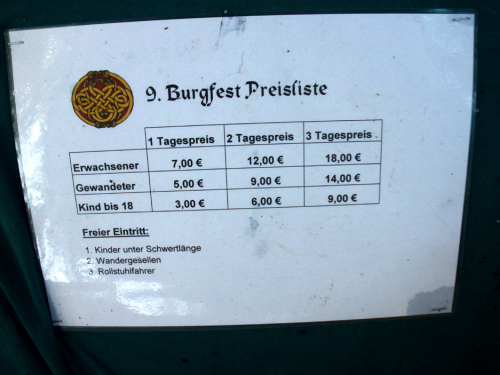 9. Burgfest Preisliste
1 Tagespreis 2 Tagespreis 3 Tagespreis
Erwachsener 7,00 € 12,00 € 18,00 €
Gewandeter 5,00 € 9,00 € 14,00 €
Kind bis 18 3,00 € 6,00 € 9,00 €
Freier Eintritt:
1. Kinder unter Schwertlänge
2. Wandergesellen
3. Rollstuhlfahrer